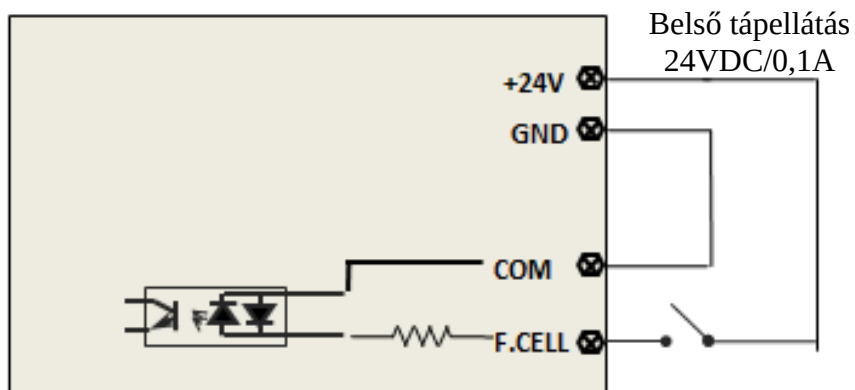 Belső tápellátás
24VDC/0,1A
+24V
GND
COM
F.CELL